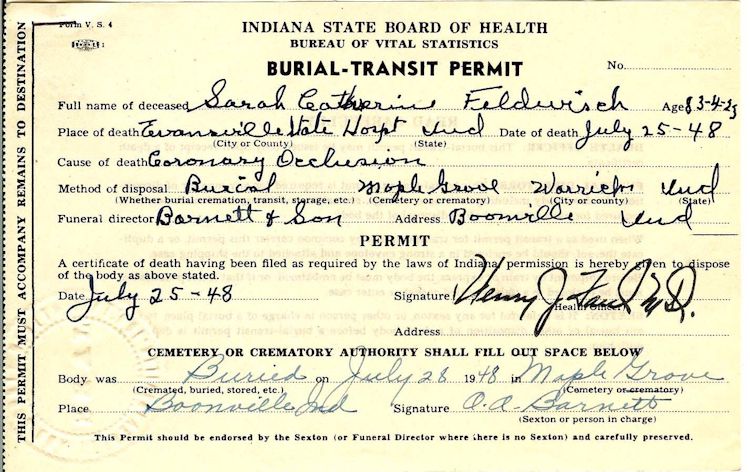 Form V. S. 4
INDIANA STATE BOARD OF HEALTH
BUREAU OF VITAL STATISTICS
BURIAL-TRANSIT PERMIT
No.
Full name of deceased Sarah Catherine Feldwisch Age 83-4-23
Place of death Evansville State Hospt Ind Date of death July 25-48
(City or County) (State)
Cause of death Coronary Occlusion
Method of disposal Burial Maple Grove Warrick Ind
(Whether burial cremation, transit, storage, etc.) (Cemetery or crematory) (City or county) (State)
Funeral director Barnett & Son Address Boonville Ind
PERMIT
A certificate of death having been filed as required by the laws of Indiana permission is hereby given to dispose
of the body as above stated.
Date July 25-48 Signature Henry J M.D.
(Health Officer)
Address
CEMETERY OR CREMATORY AUTHORITY SHALL FILL OUT SPACE BELOW
Body was Buried on July 28 1948 in Maple Grove
(Cremated, buried, stored, etc.) (Cemetery or crematory)
Place Boonville Ind Signature O.A. Barnett
(Sexton or person in charge)
This Permit should be endorsed by the Sexton (or Funeral Director where there is no Sexton) and carefully preserved.
THIS PERMIT MUST ACCOMPANY REMAINS TO DESTINATION